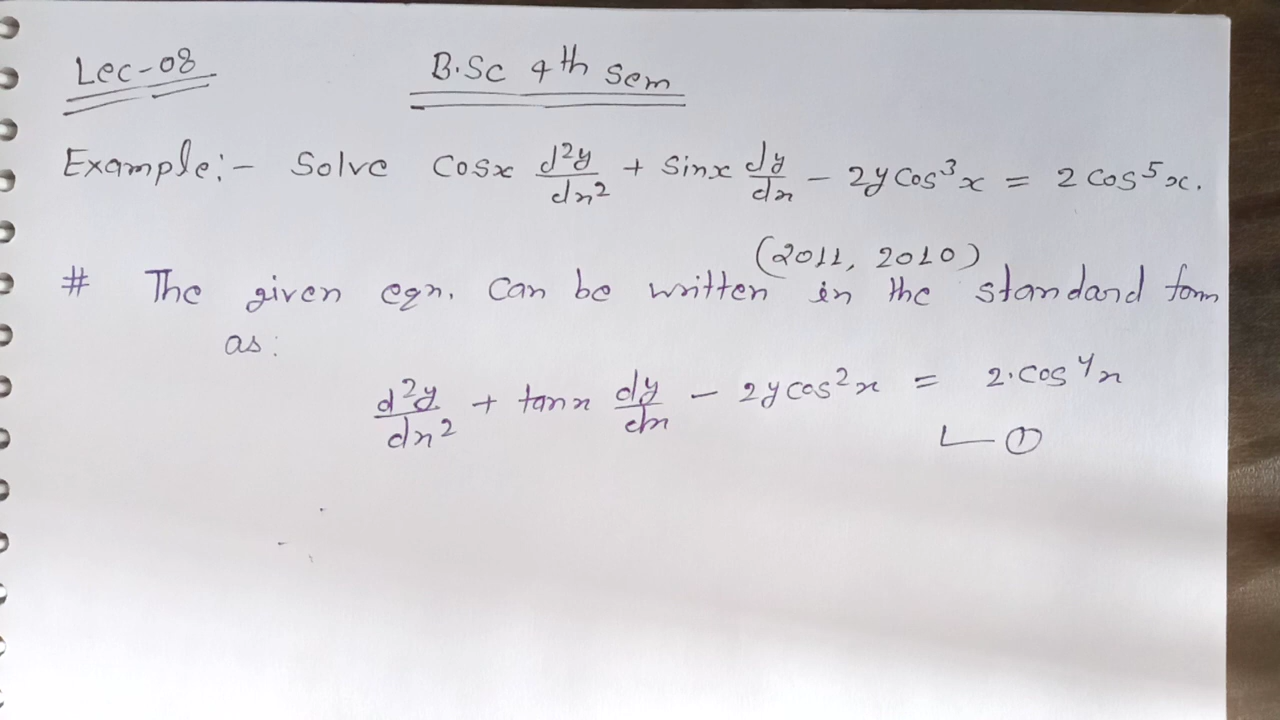 Lec-08
B.Sc 4th Sem
Example:- Solve cosx d²y/dx² + sinx dy/dx - 2y cos³x = 2 cos⁵x.
(2011, 2010)
# The given eqn. can be written in the standard form
as:
d²y/dx² + tanx dy/dx - 2y cos²x = 2.cos⁴x
①